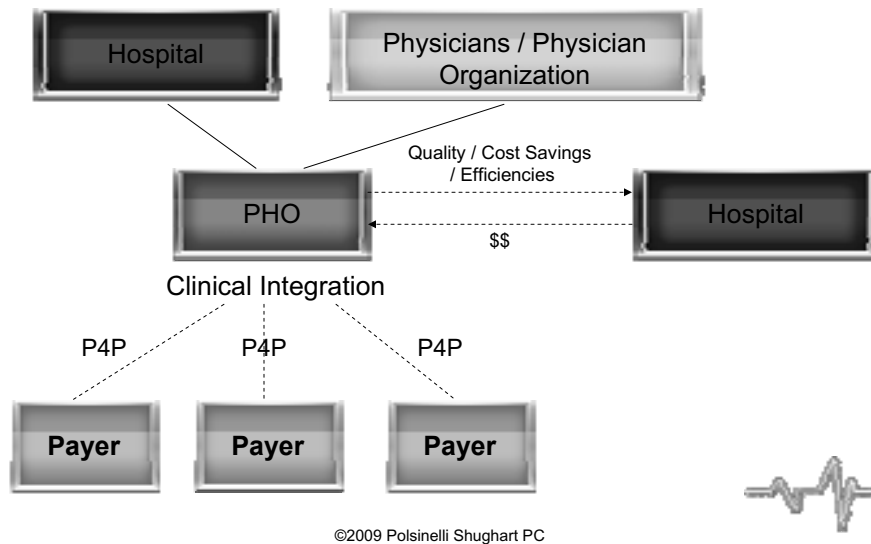 Hospital
Physicians / Physician
Organization
Quality / Cost Savings
/ Efficiencies
PHO
Hospital
$$
Clinical Integration
P4P
P4P
P4P
Payer
Payer
Payer
©2009 Polsinelli Shughart PC